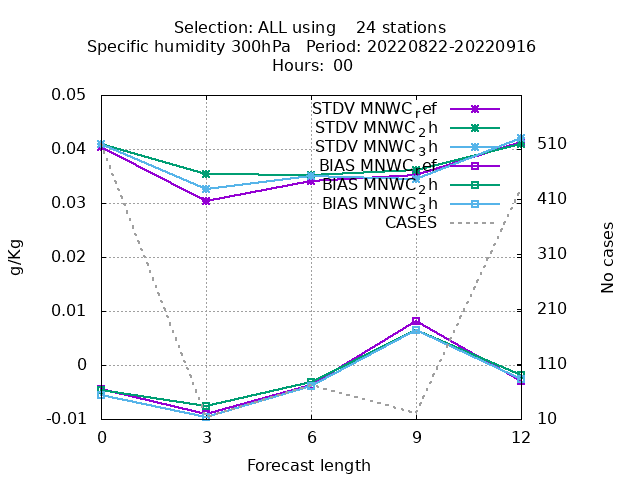 Selection: ALL using 24 stations
Specific humidity 300hPa Period: 20220822-20220916
Hours: 00
STDV MNWC_ref
STDV MNWC_2h
STDV MNWC_3h
BIAS MNWC_ref
BIAS MNWC_2h
BIAS MNWC_3h
CASES
0.05
0.04
0.03
0.02
0.01
0
-0.01
510
410
310
210
110
10
g/Kg
No cases
0 3 6 9 12
Forecast length